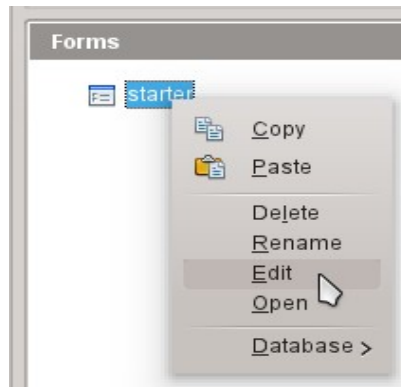 Forms
starter
Copy
Paste
Delete
Rename
Edit
Open
Database >